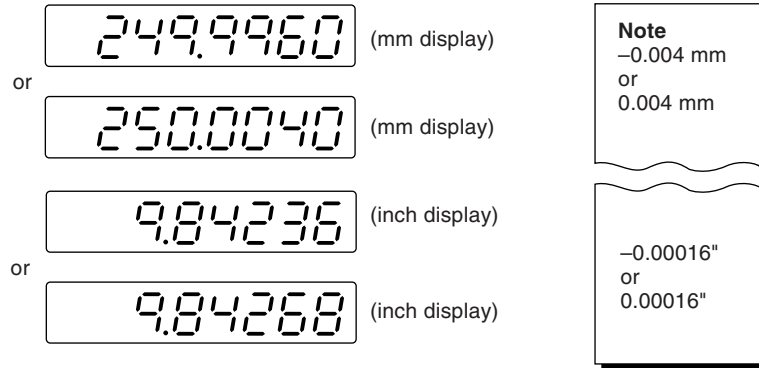 249.9960 (mm display)
or
250.0040 (mm display)
9.84236 (inch display)
or
9.84268 (inch display)
Note
–0.004 mm
or
0.004 mm
–0.00016"
or
0.00016"